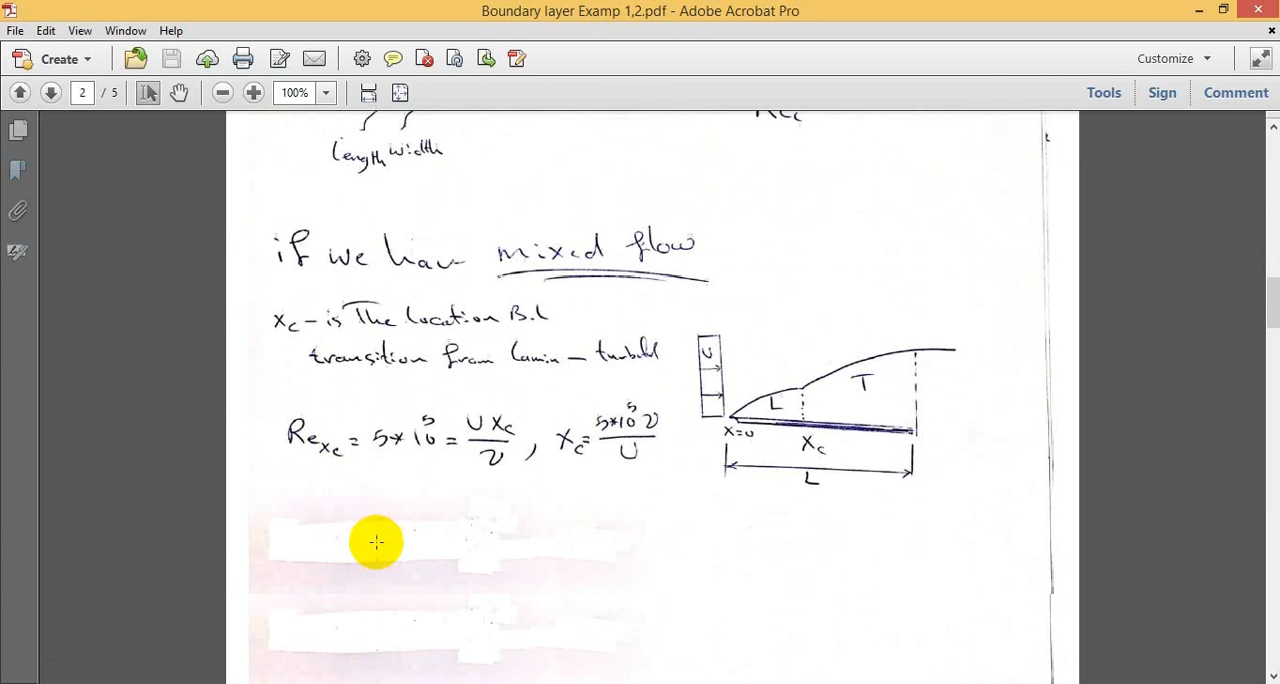 Boundary layer Examp 1,2.pdf - Adobe Acrobat Pro
File Edit View Window Help
Create Customize
2 / 5 100% Tools Sign Comment
length width
if we have mixed flow
Xc - is The location B.L
transition from lamin - turbul
Re_xc = 5*10^5 = U Xc / ν , Xc = 5*10^5 ν / U
U
L
T
x=0
Xc
L